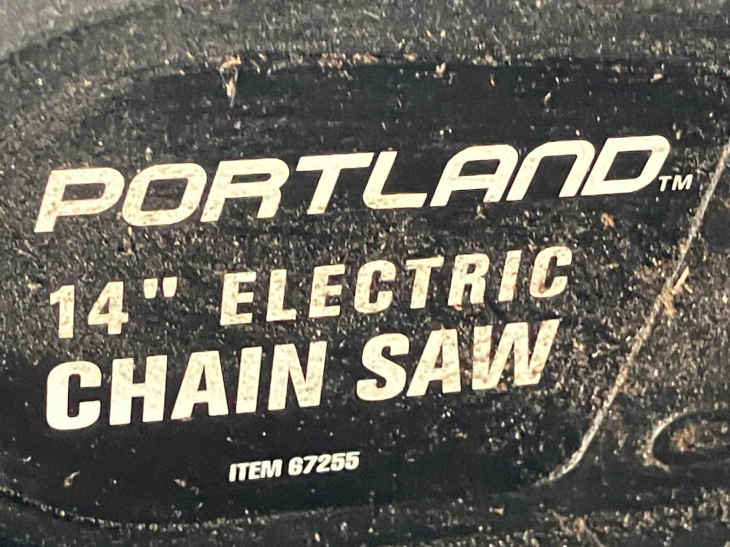 PORTLAND™
14" ELECTRIC
CHAIN SAW
ITEM 67255